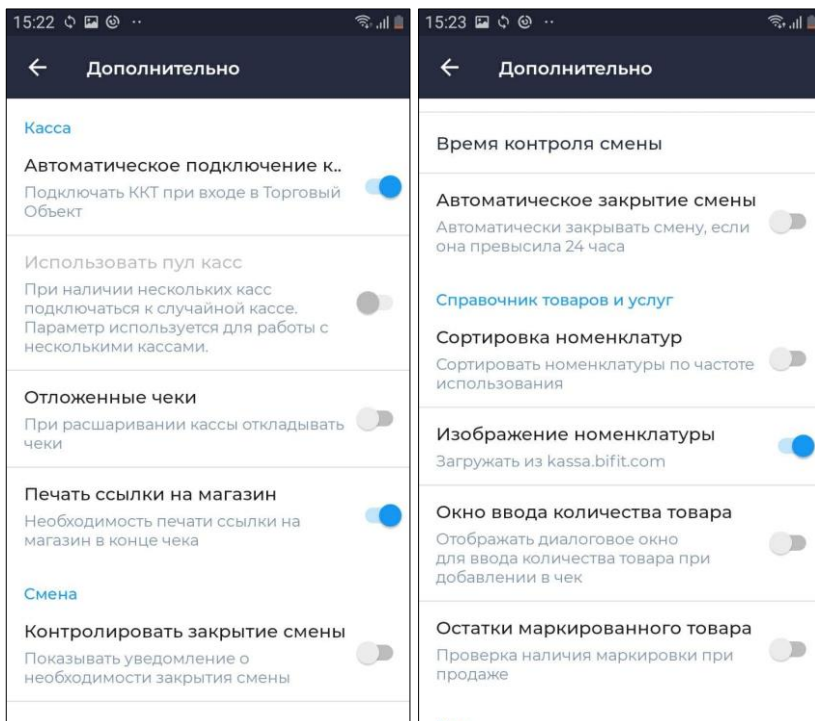 15:22
Дополнительно
Касса
Автоматическое подключение к..
Подключать ККТ при входе в Торговый
Объект
Использовать пул касс
При наличии нескольких касс
подключаться к случайной кассе.
Параметр используется для работы с
несколькими кассами.
Отложенные чеки
При расшаривании кассы откладывать
чеки
Печать ссылки на магазин
Необходимость печати ссылки на
магазин в конце чека
Смена
Контролировать закрытие смены
Показывать уведомление о
необходимости закрытия смены
15:23
Дополнительно
Время контроля смены
Автоматическое закрытие смены
Автоматически закрывать смену, если
она превысила 24 часа
Справочник товаров и услуг
Сортировка номенклатур
Сортировать номенклатуры по частоте
использования
Изображение номенклатуры
Загружать из kassa.bifit.com
Окно ввода количества товара
Отображать диалоговое окно
для ввода количества товара при
добавлении в чек
Остатки маркированного товара
Проверка наличия маркировки при
продаже